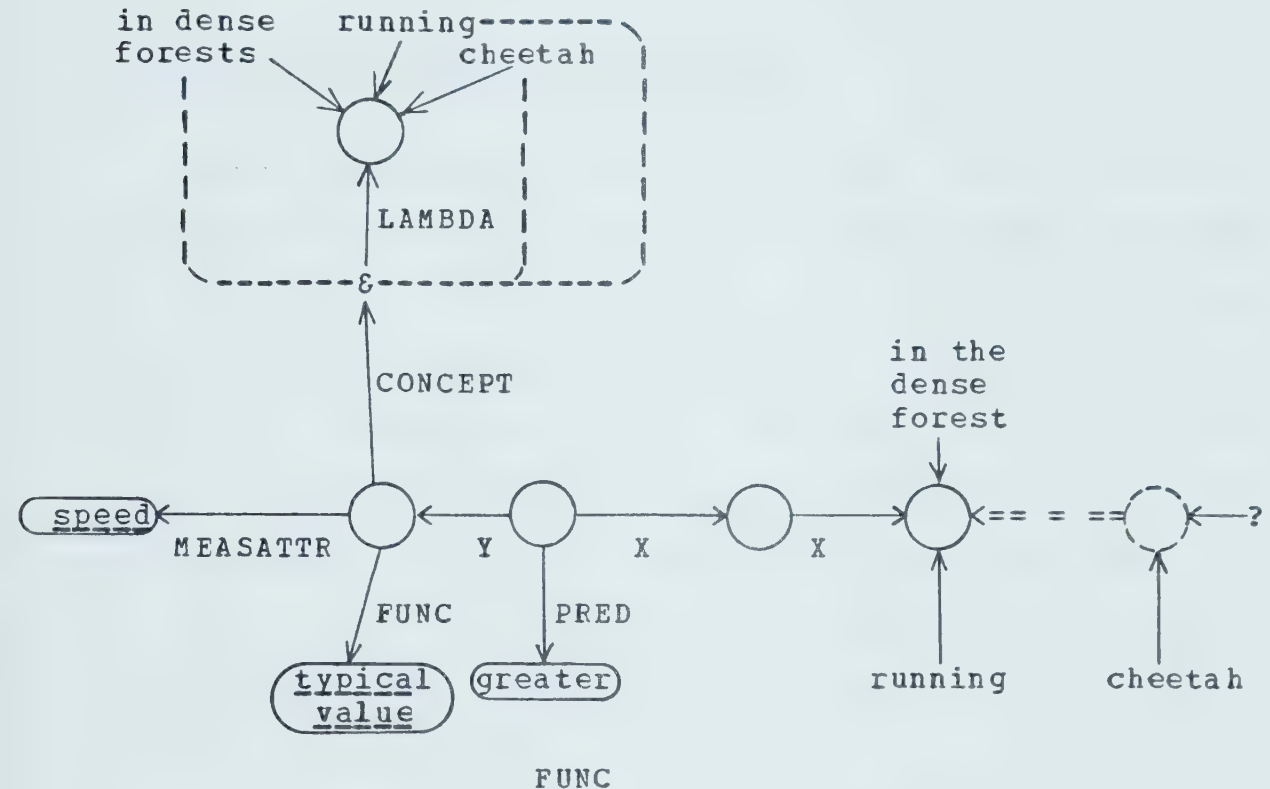 in dense running
forests cheetah
LAMBDA
&
CONCEPT
in the
dense
forest
speed
MEASATTR Y X X ?
FUNC PRED
typical greater running cheetah
value
FUNC